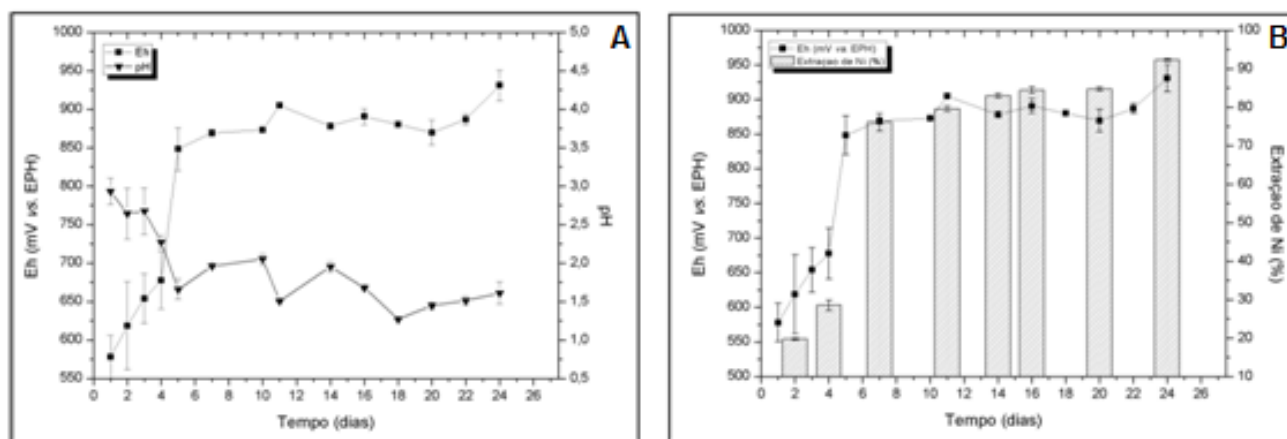 A
Eh
pH
Eh (mV vs. EPH)
1000
950
900
850
800
750
700
650
600
550
5,0
4,5
4,0
3,5
3,0
2,5
2,0
1,5
1,0
0,5
pH
0 2 4 6 8 10 12 14 16 18 20 22 24 26
Tempo (dias)
B
Eh (mV vs. EPH)
Extraçao de Ni (%)
Eh (mV vs. EPH)
1000
950
900
850
800
750
700
650
600
550
500
100
90
80
70
60
50
40
30
20
10
Extraçao de Ni (%)
0 2 4 6 8 10 12 14 16 18 20 22 24 26
Tempo (dias)